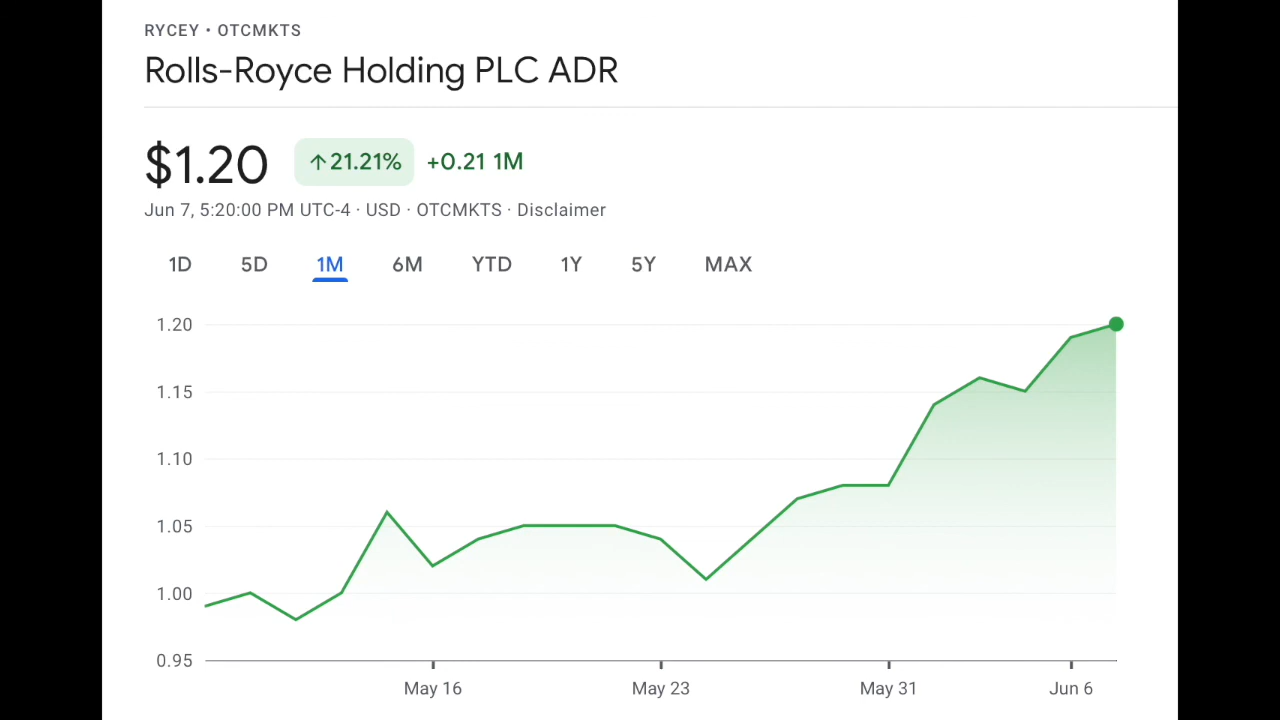 RYCEY • OTCMKTS
Rolls-Royce Holding PLC ADR
$1.20 ↑21.21% +0.21 1M
Jun 7, 5:20:00 PM UTC-4 · USD · OTCMKTS · Disclaimer
1D 5D 1M 6M YTD 1Y 5Y MAX
1.20
1.15
1.10
1.05
1.00
0.95
May 16 May 23 May 31 Jun 6